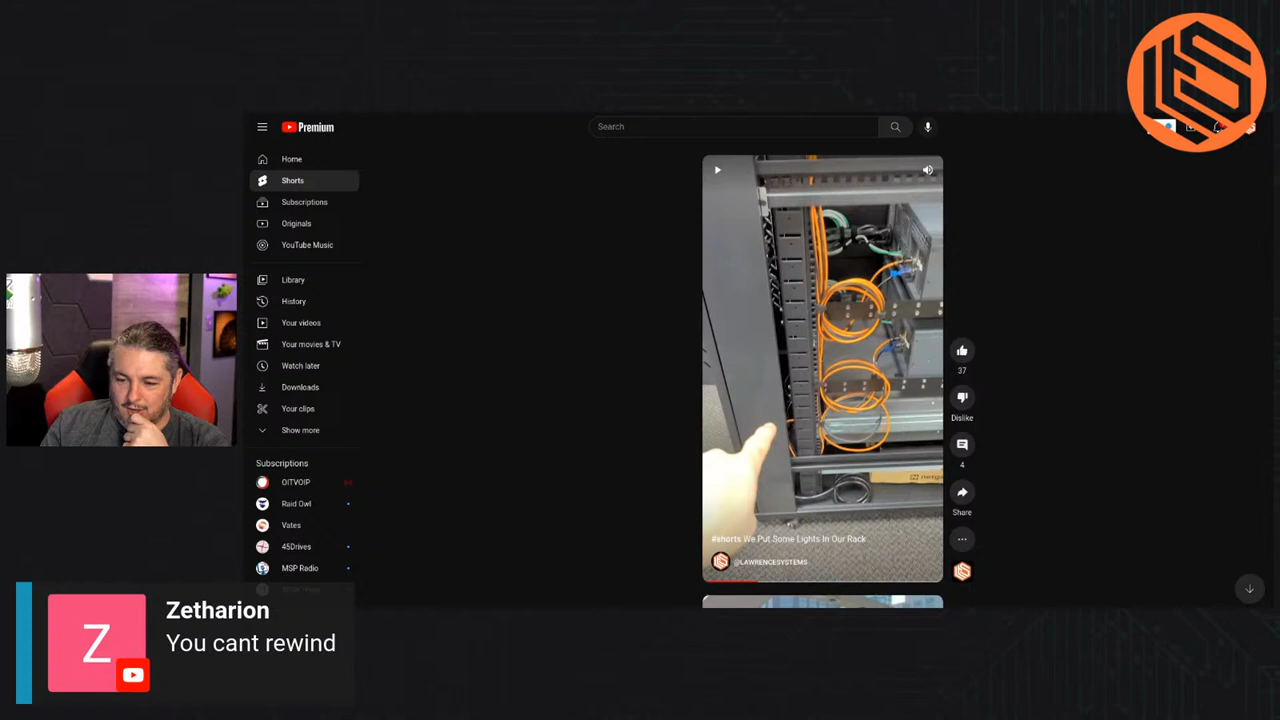 Premium
Search
Home
Shorts
Subscriptions
Originals
YouTube Music
Library
History
Your videos
Your movies & TV
Watch later
Downloads
Your clips
Show more
Subscriptions
OITVOIP
Raid Owl
Vates
45Drives
MSP Radio
#shorts We Put Some Lights In Our Rack
@LAWRENCESYSTEMS
37
Dislike
4
Share
Z
Zetharion
You cant rewind